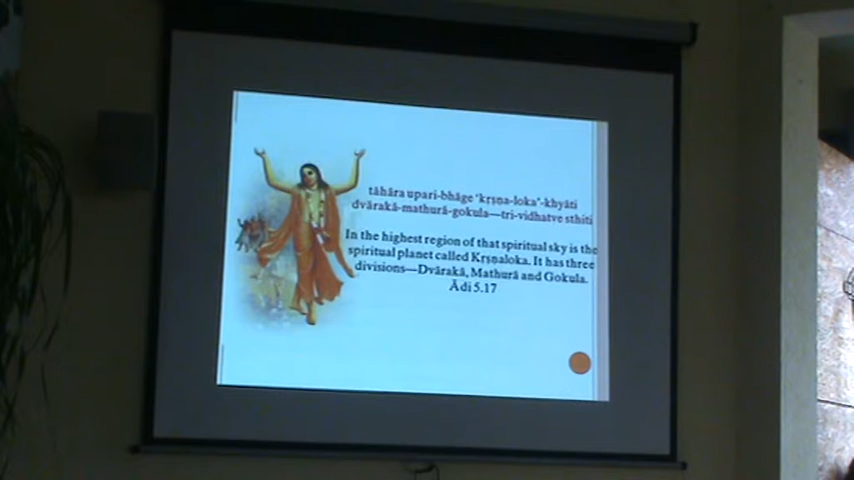 tāhāra upari-bhāge 'kṛṣṇa-loka'-khyāti
dvārakā-mathurā-gokula—tri-vidhatve sthiti
In the highest region of that spiritual sky is the
spiritual planet called Kṛṣṇaloka. It has three
divisions—Dvārakā, Mathurā and Gokula.
Ādi 5.17